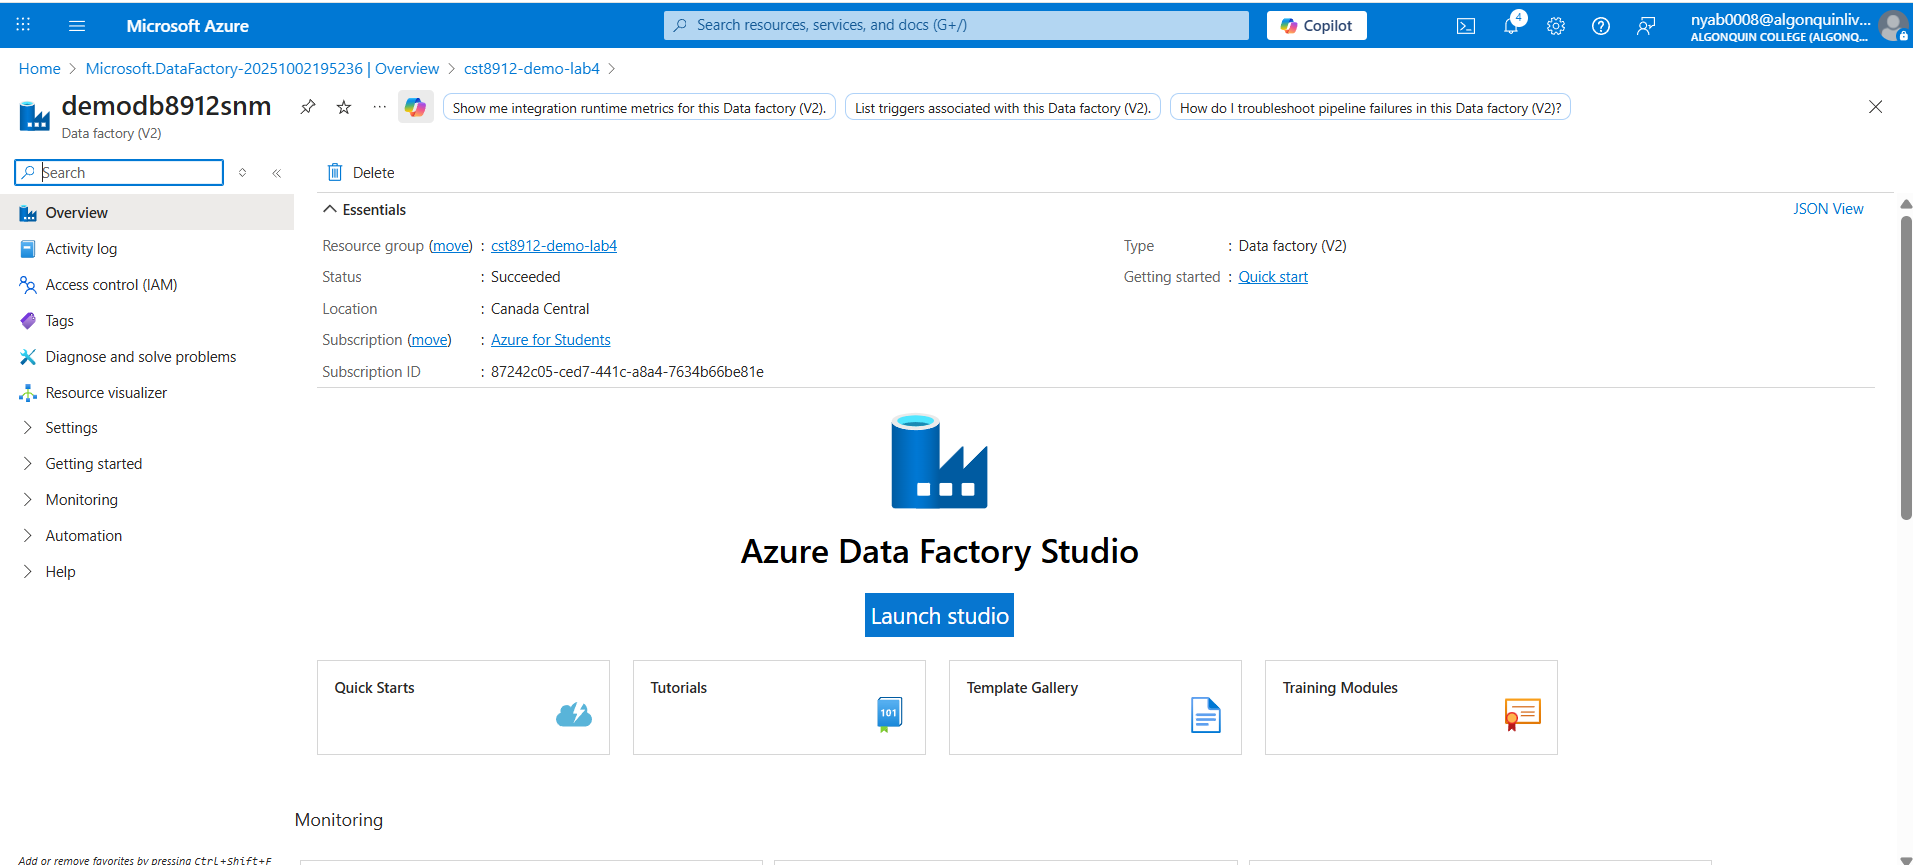 Microsoft Azure
Search resources, services, and docs (G+/)
Copilot
4
nyab0008@algonquinliv...
ALGONQUIN COLLEGE (ALGONQ...
Home > Microsoft.DataFactory-20251002195236 | Overview > cst8912-demo-lab4 >
demodb8912snm
Data factory (V2)
Show me integration runtime metrics for this Data factory (V2).
List triggers associated with this Data factory (V2).
How do I troubleshoot pipeline failures in this Data factory (V2)?
Search
Overview
Activity log
Access control (IAM)
Tags
Diagnose and solve problems
Resource visualizer
Settings
Getting started
Monitoring
Automation
Help
Add or remove favorites by pressing Ctrl+Shift+F
Delete
Essentials
JSON View
Resource group (move) : cst8912-demo-lab4
Status : Succeeded
Location : Canada Central
Subscription (move) : Azure for Students
Subscription ID : 87242c05-ced7-441c-a8a4-7634b66be81e
Type : Data factory (V2)
Getting started : Quick start
Azure Data Factory Studio
Launch studio
Quick Starts
Tutorials
101
Template Gallery
Training Modules
Monitoring